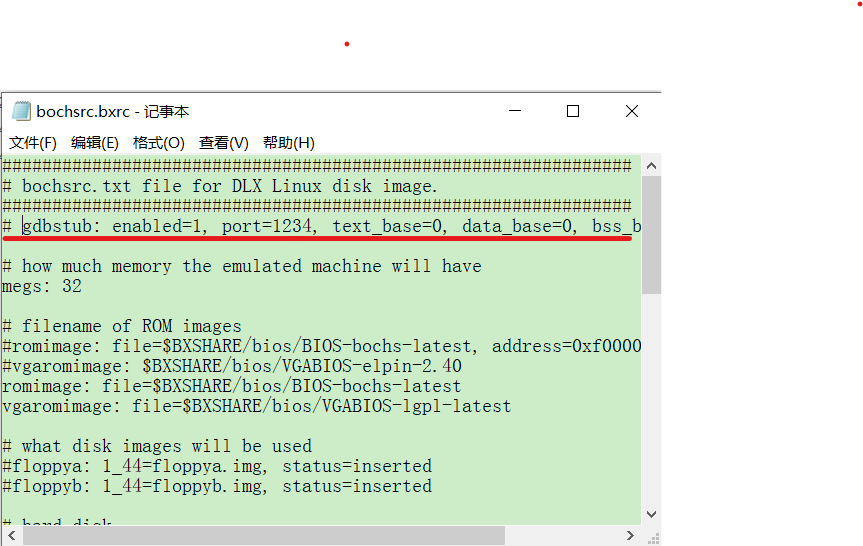 bochsrc.bxrc - 记事本
文件(F) 编辑(E) 格式(O) 查看(V) 帮助(H)
###############################################################
# bochsrc.txt file for DLX Linux disk image.
###############################################################
# gdbstub: enabled=1, port=1234, text_base=0, data_base=0, bss_b
# how much memory the emulated machine will have
megs: 32
# filename of ROM images
#romimage: file=$BXSHARE/bios/BIOS-bochs-latest, address=0xf0000
#vgaromimage: $BXSHARE/bios/VGABIOS-elpin-2.40
romimage: file=$BXSHARE/bios/BIOS-bochs-latest
vgaromimage: file=$BXSHARE/bios/VGABIOS-lgpl-latest
# what disk images will be used
#floppya: 1_44=floppya.img, status=inserted
#floppyb: 1_44=floppyb.img, status=inserted
# hard disk